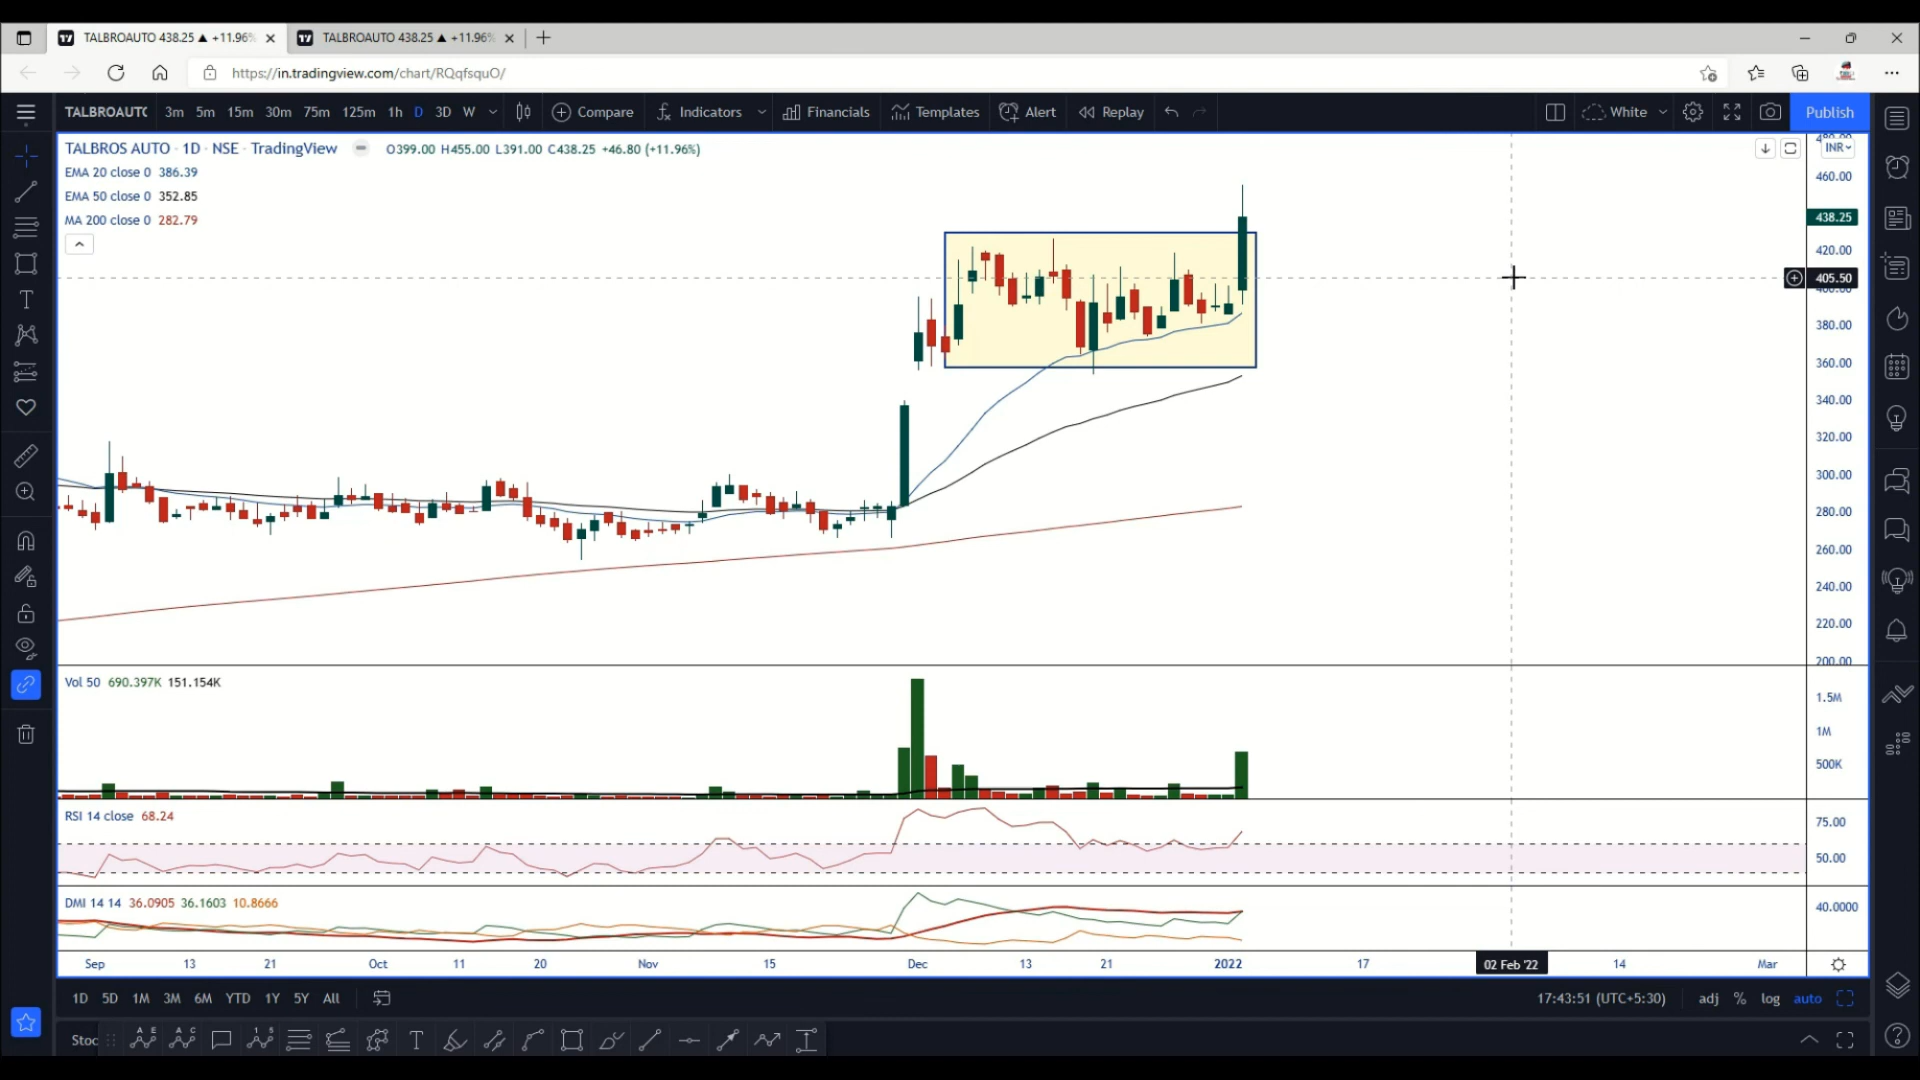 TALBROAUTO 438.25 ▲ +11.96%
TALBROAUTO 438.25 ▲ +11.96%
https://in.tradingview.com/chart/RQqfsquO/
TALBROAUTO 3m 5m 15m 30m 75m 125m 1h D 3D W Compare Indicators Financials Templates Alert Replay White Publish
TALBROS AUTO · 1D · NSE · TradingView O399.00 H455.00 L391.00 C438.25 +46.80 (+11.96%)
INR
EMA 20 close 0 386.39
EMA 50 close 0 352.85
MA 200 close 0 282.79
480.00
460.00
438.25
420.00
405.50
400.00
380.00
360.00
340.00
320.00
300.00
280.00
260.00
240.00
220.00
200.00
Vol 50 690.397K 151.154K
1.5M
1M
500K
RSI 14 close 68.24
75.00
50.00
DMI 14 14 36.0905 36.1603 10.8666
40.0000
Sep 13 21 Oct 11 20 Nov 15 Dec 13 21 2022 17 02 Feb '22 14 Mar
1D 5D 1M 3M 6M YTD 1Y 5Y All 17:43:51 (UTC+5:30) adj % log auto
Stoc